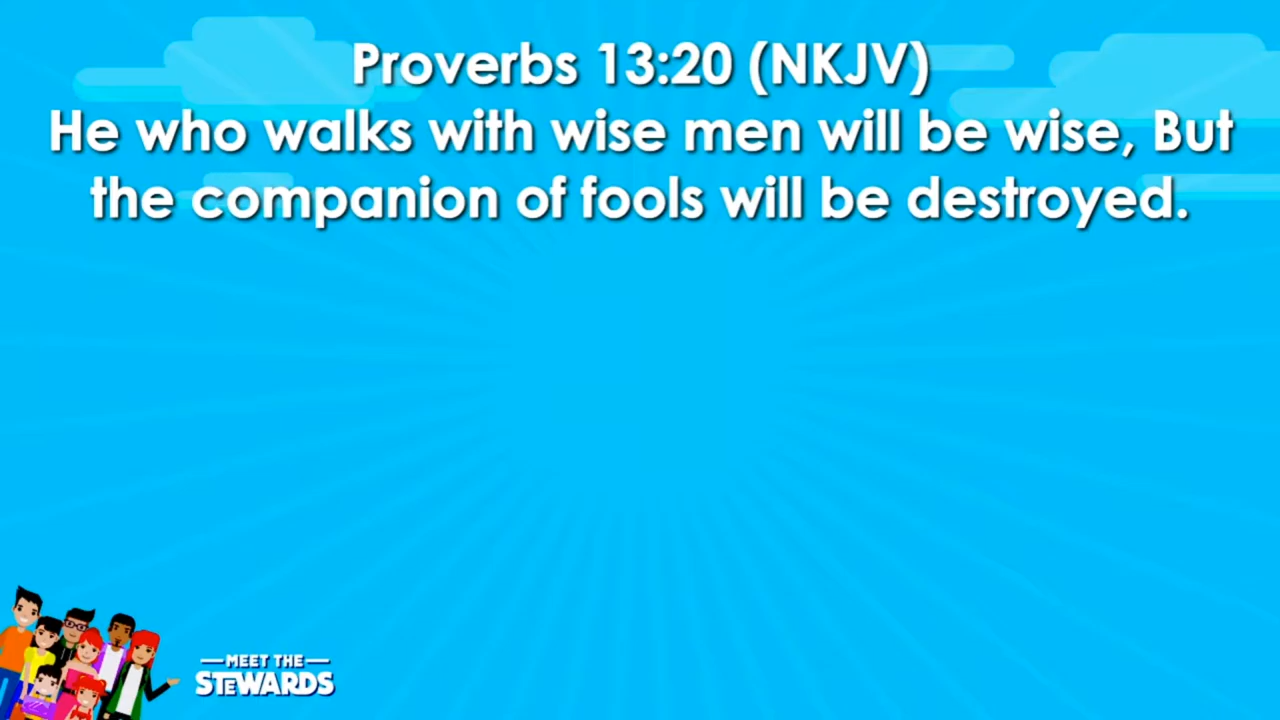 Proverbs 13:20 (NKJV)
He who walks with wise men will be wise, But
the companion of fools will be destroyed.
MEET THE
STEWARDS